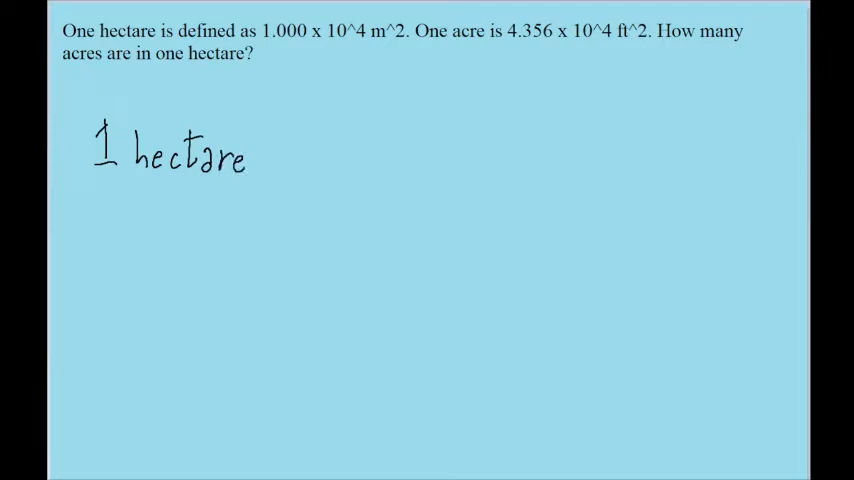 One hectare is defined as 1.000 x 10^4 m^2. One acre is 4.356 x 10^4 ft^2. How many
acres are in one hectare?
1 hectare